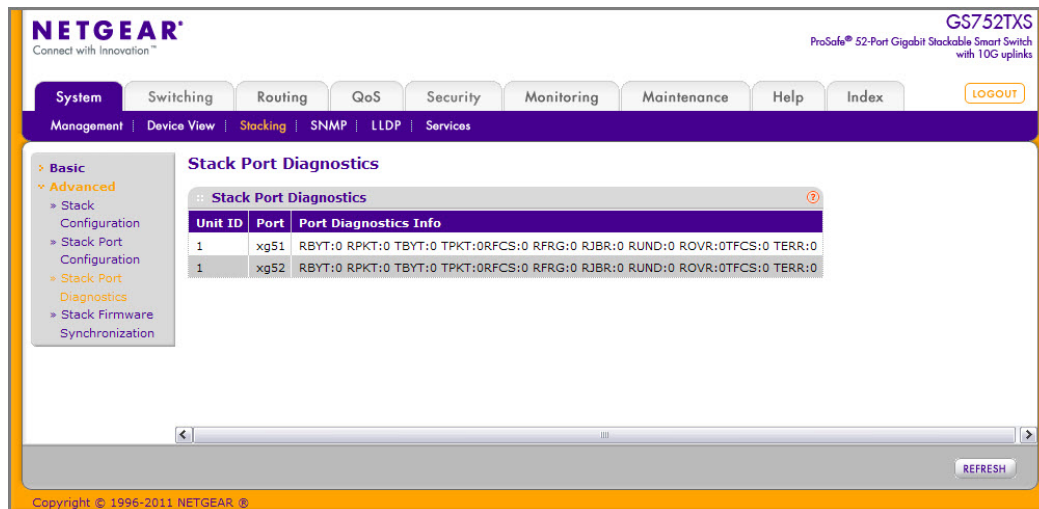 NETGEAR®
Connect with Innovation™
GS752TXS
ProSafe® 52-Port Gigabit Stackable Smart Switch
with 10G uplinks
System Switching Routing QoS Security Monitoring Maintenance Help Index LOGOUT
Management | Device View | Stacking | SNMP | LLDP | Services
Basic
Advanced
» Stack
Configuration
» Stack Port
Configuration
» Stack Port
Diagnostics
» Stack Firmware
Synchronization
Stack Port Diagnostics
Stack Port Diagnostics ?
Unit ID Port Port Diagnostics Info
1 xg51 RBYT:0 RPKT:0 TBYT:0 TPKT:0RFCS:0 RFRG:0 RJBR:0 RUND:0 ROVR:0TFCS:0 TERR:0
1 xg52 RBYT:0 RPKT:0 TBYT:0 TPKT:0RFCS:0 RFRG:0 RJBR:0 RUND:0 ROVR:0TFCS:0 TERR:0
REFRESH
Copyright © 1996-2011 NETGEAR ®